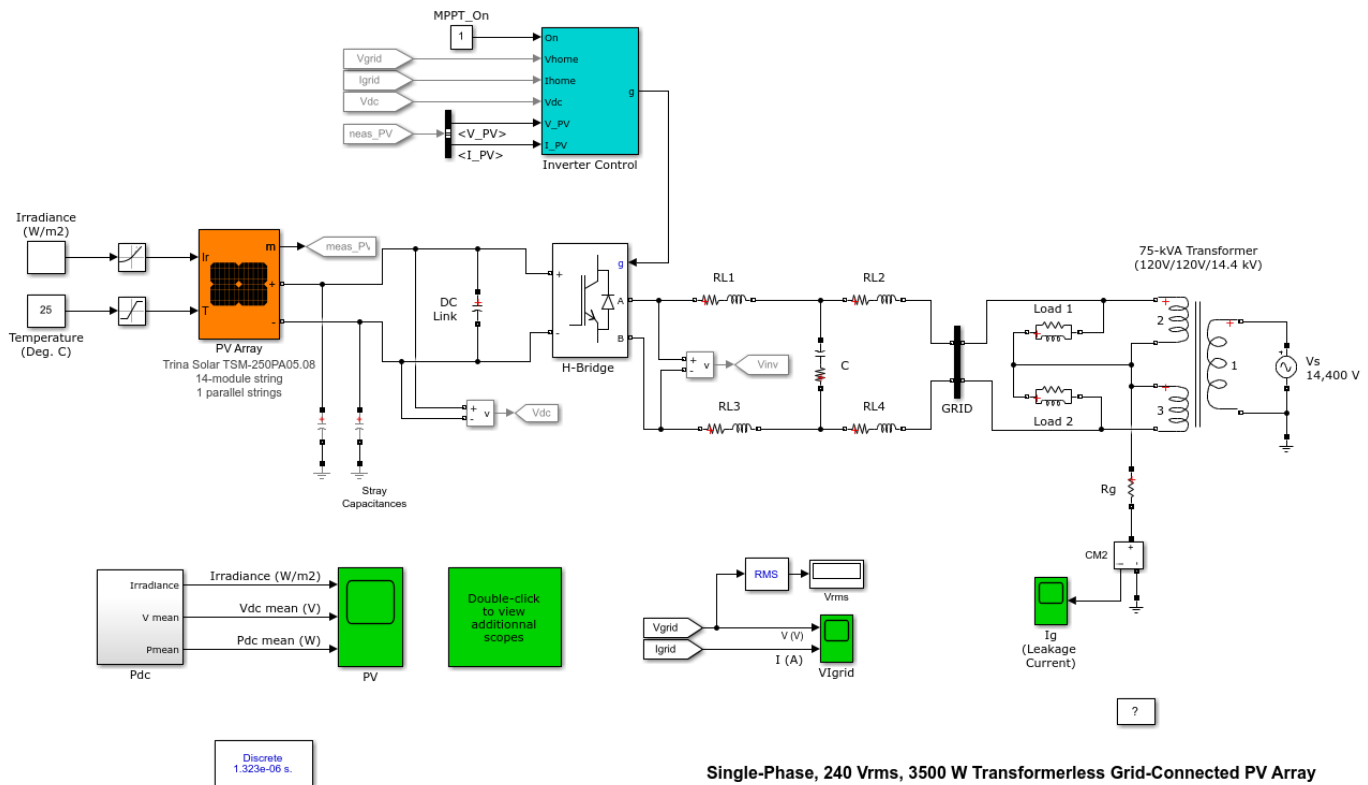 MPPT_On
1
On
Vgrid
Vhome
Igrid
Ihome
Vdc
Vdc
g
neas_PV
V_PV
<V_PV>
I_PV
<I_PV>
Inverter Control
Irradiance
(W/m2)
Ir
m
meas_PV
25
T
+
-
Temperature
(Deg. C)
PV Array
Trina Solar TSM-250PA05.08
14-module string
1 parallel strings
DC
Link
+
-
g
A
B
H-Bridge
+
-
v
Vdc
Stray
Capacitances
RL1
RL2
+
-
v
Vinv
C
RL3
RL4
GRID
75-kVA Transformer
(120V/120V/14.4 kV)
Load 1
+
2
+
1
Vs
14,400 V
+
3
Load 2
Rg
CM2
+
-
i
Ig
(Leakage
Current)
Irradiance
Irradiance (W/m2)
V mean
Vdc mean (V)
Pmean
Pdc mean (W)
Pdc
PV
Double-click
to view
additionnal
scopes
RMS
Vrms
Vgrid
V (V)
Igrid
I (A)
VIgrid
?
Discrete
1.323e-06 s.
Single-Phase, 240 Vrms, 3500 W Transformerless Grid-Connected PV Array